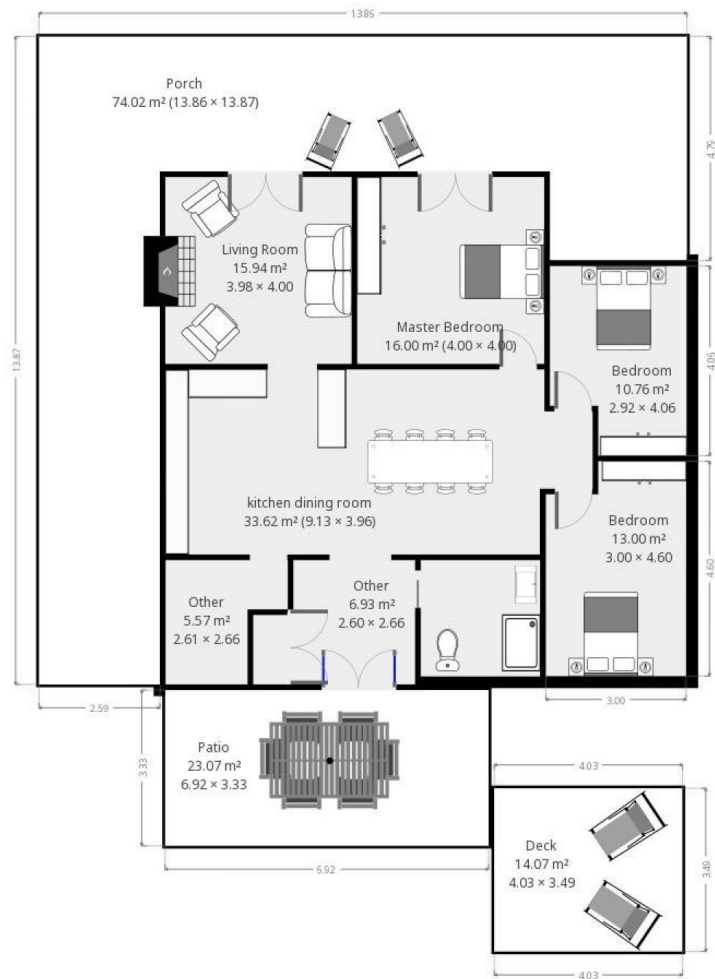 13.86
Porch
74.02 m² (13.86 × 13.87)
4.79
Living Room
15.94 m²
3.98 × 4.00
Master Bedroom
16.00 m² (4.00 × 4.00)
13.87
Bedroom
10.76 m²
2.92 × 4.06
4.06
kitchen dining room
33.62 m² (9.13 × 3.96)
Bedroom
13.00 m²
3.00 × 4.60
4.60
Other
5.57 m²
2.61 × 2.66
Other
6.93 m²
2.60 × 2.66
2.59
3.00
Patio
23.07 m²
6.92 × 3.33
3.33
4.03
Deck
14.07 m²
4.03 × 3.49
3.49
6.92
4.03